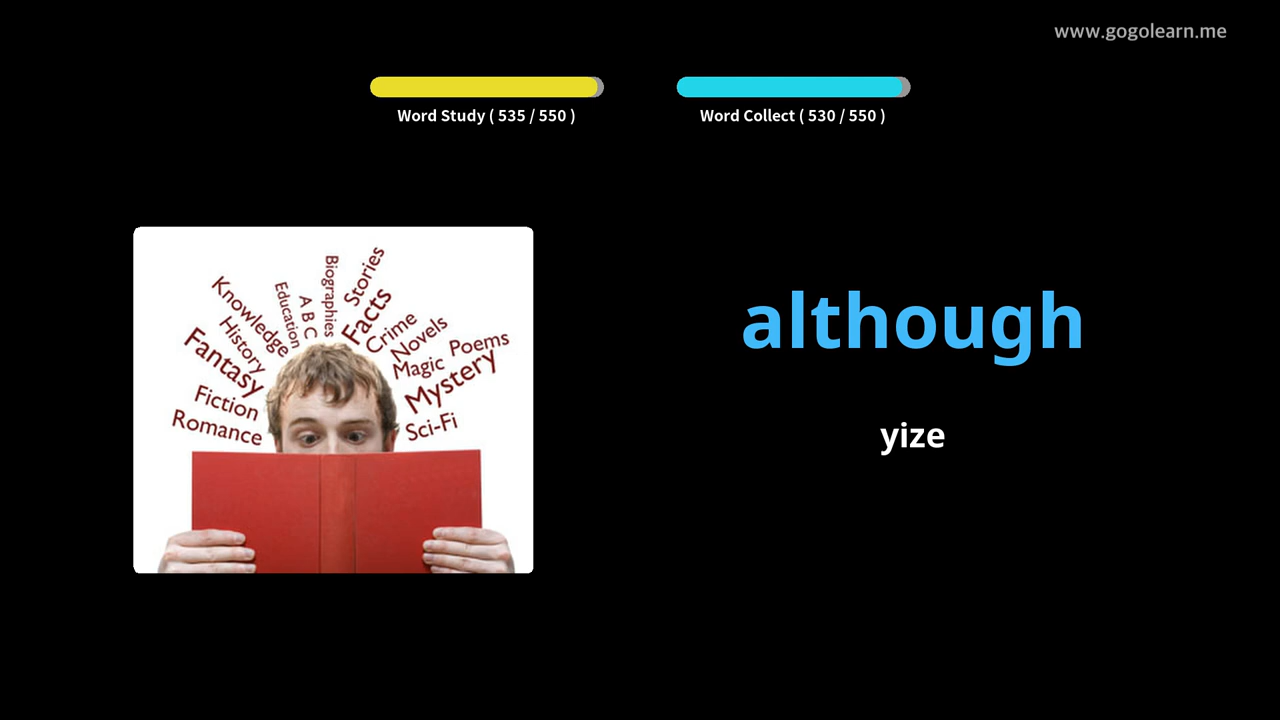 www.gogolearn.me
Word Study ( 535 / 550 )
Word Collect ( 530 / 550 )
Biographies
Stories
Knowledge
Education
A B C
Facts
Crime
History
Novels
Poems
Fantasy
Magic
Mystery
Fiction
Romance
Sci-Fi
although
yize